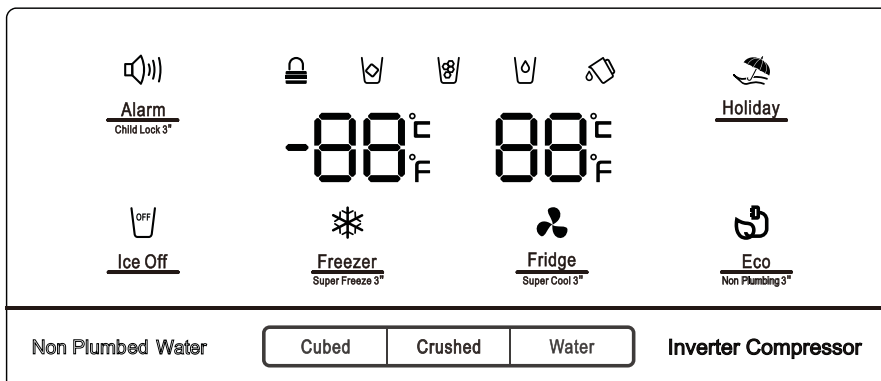 Alarm
Child Lock 3"
-88°C
°F
88°C
°F
Holiday
OFF
Ice Off
Freezer
Super Freeze 3"
Fridge
Super Cool 3"
Eco
Non Plumbing 3"
Non Plumbed Water
Cubed
Crushed
Water
Inverter Compressor